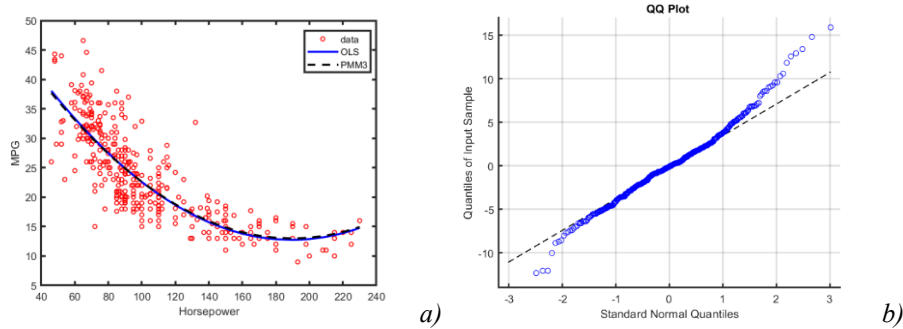 50
45
40
35
30
25
20
15
10
5
MPG
data
OLS
PMM3
40 60 80 100 120 140 160 180 200 220 240
Horsepower
a)
QQ Plot
15
10
5
0
-5
-10
Quantiles of Input Sample
-3 -2 -1 0 1 2 3
Standard Normal Quantiles
b)